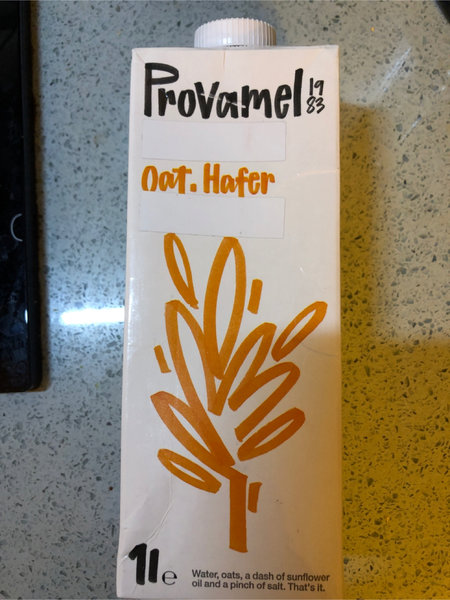 Provamel 19
83
Oat. Hafer
1l e
Water, oats, a dash of sunflower
oil and a pinch of salt. That's it.